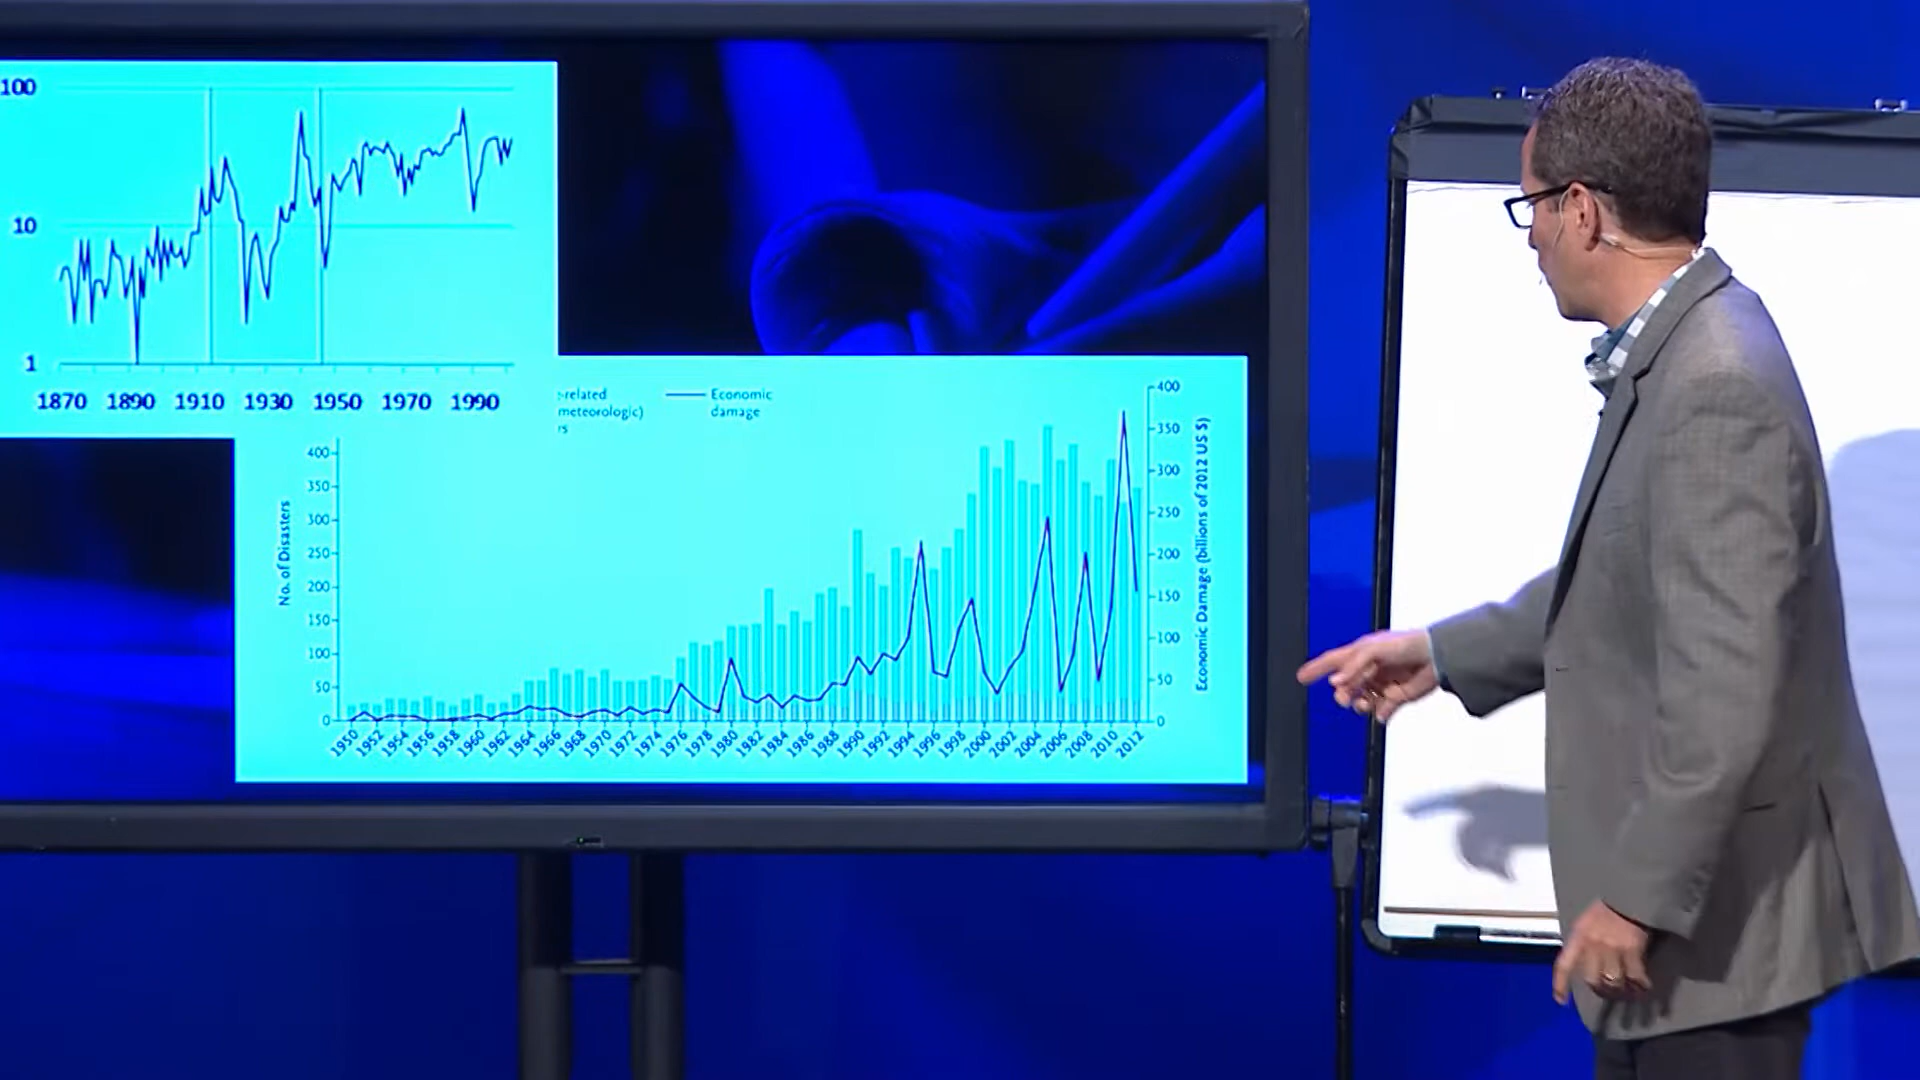 100
10
1
1870 1890 1910 1930 1950 1970 1990
-related
meteorologic)
rs
Economic
damage
No. of Disasters
400
350
300
250
200
150
100
50
0
400
350
300
250
200
150
100
50
0
Economic Damage (billions of 2012 US $)
1950 1952 1954 1956 1958 1960 1962 1964 1966 1968 1970 1972 1974 1976 1978 1980 1982 1984 1986 1988 1990 1992 1994 1996 1998 2000 2002 2004 2006 2008 2010 2012